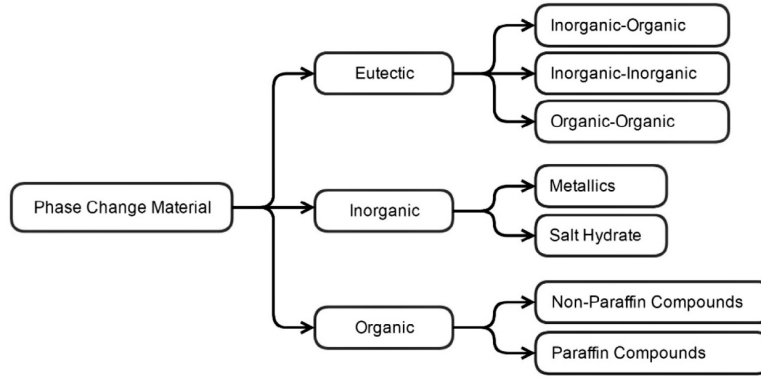 Phase Change Material
Eutectic
Inorganic-Organic
Inorganic-Inorganic
Organic-Organic
Inorganic
Metallics
Salt Hydrate
Organic
Non-Paraffin Compounds
Paraffin Compounds